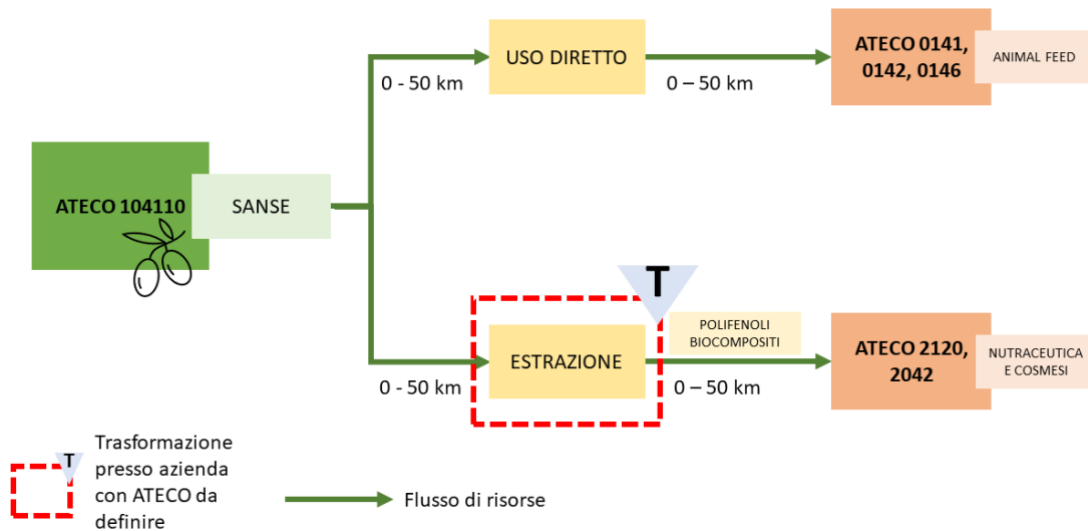 USO DIRETTO
ATECO 0141,
0142, 0146
ANIMAL FEED
0 - 50 km
0 – 50 km
ATECO 104110
SANSE
T
POLIFENOLI
BIOCOMPOSITI
ESTRAZIONE
ATECO 2120,
2042
NUTRACEUTICA
E COSMESI
0 - 50 km
0 – 50 km
T
Trasformazione
presso azienda
con ATECO da
definire
Flusso di risorse